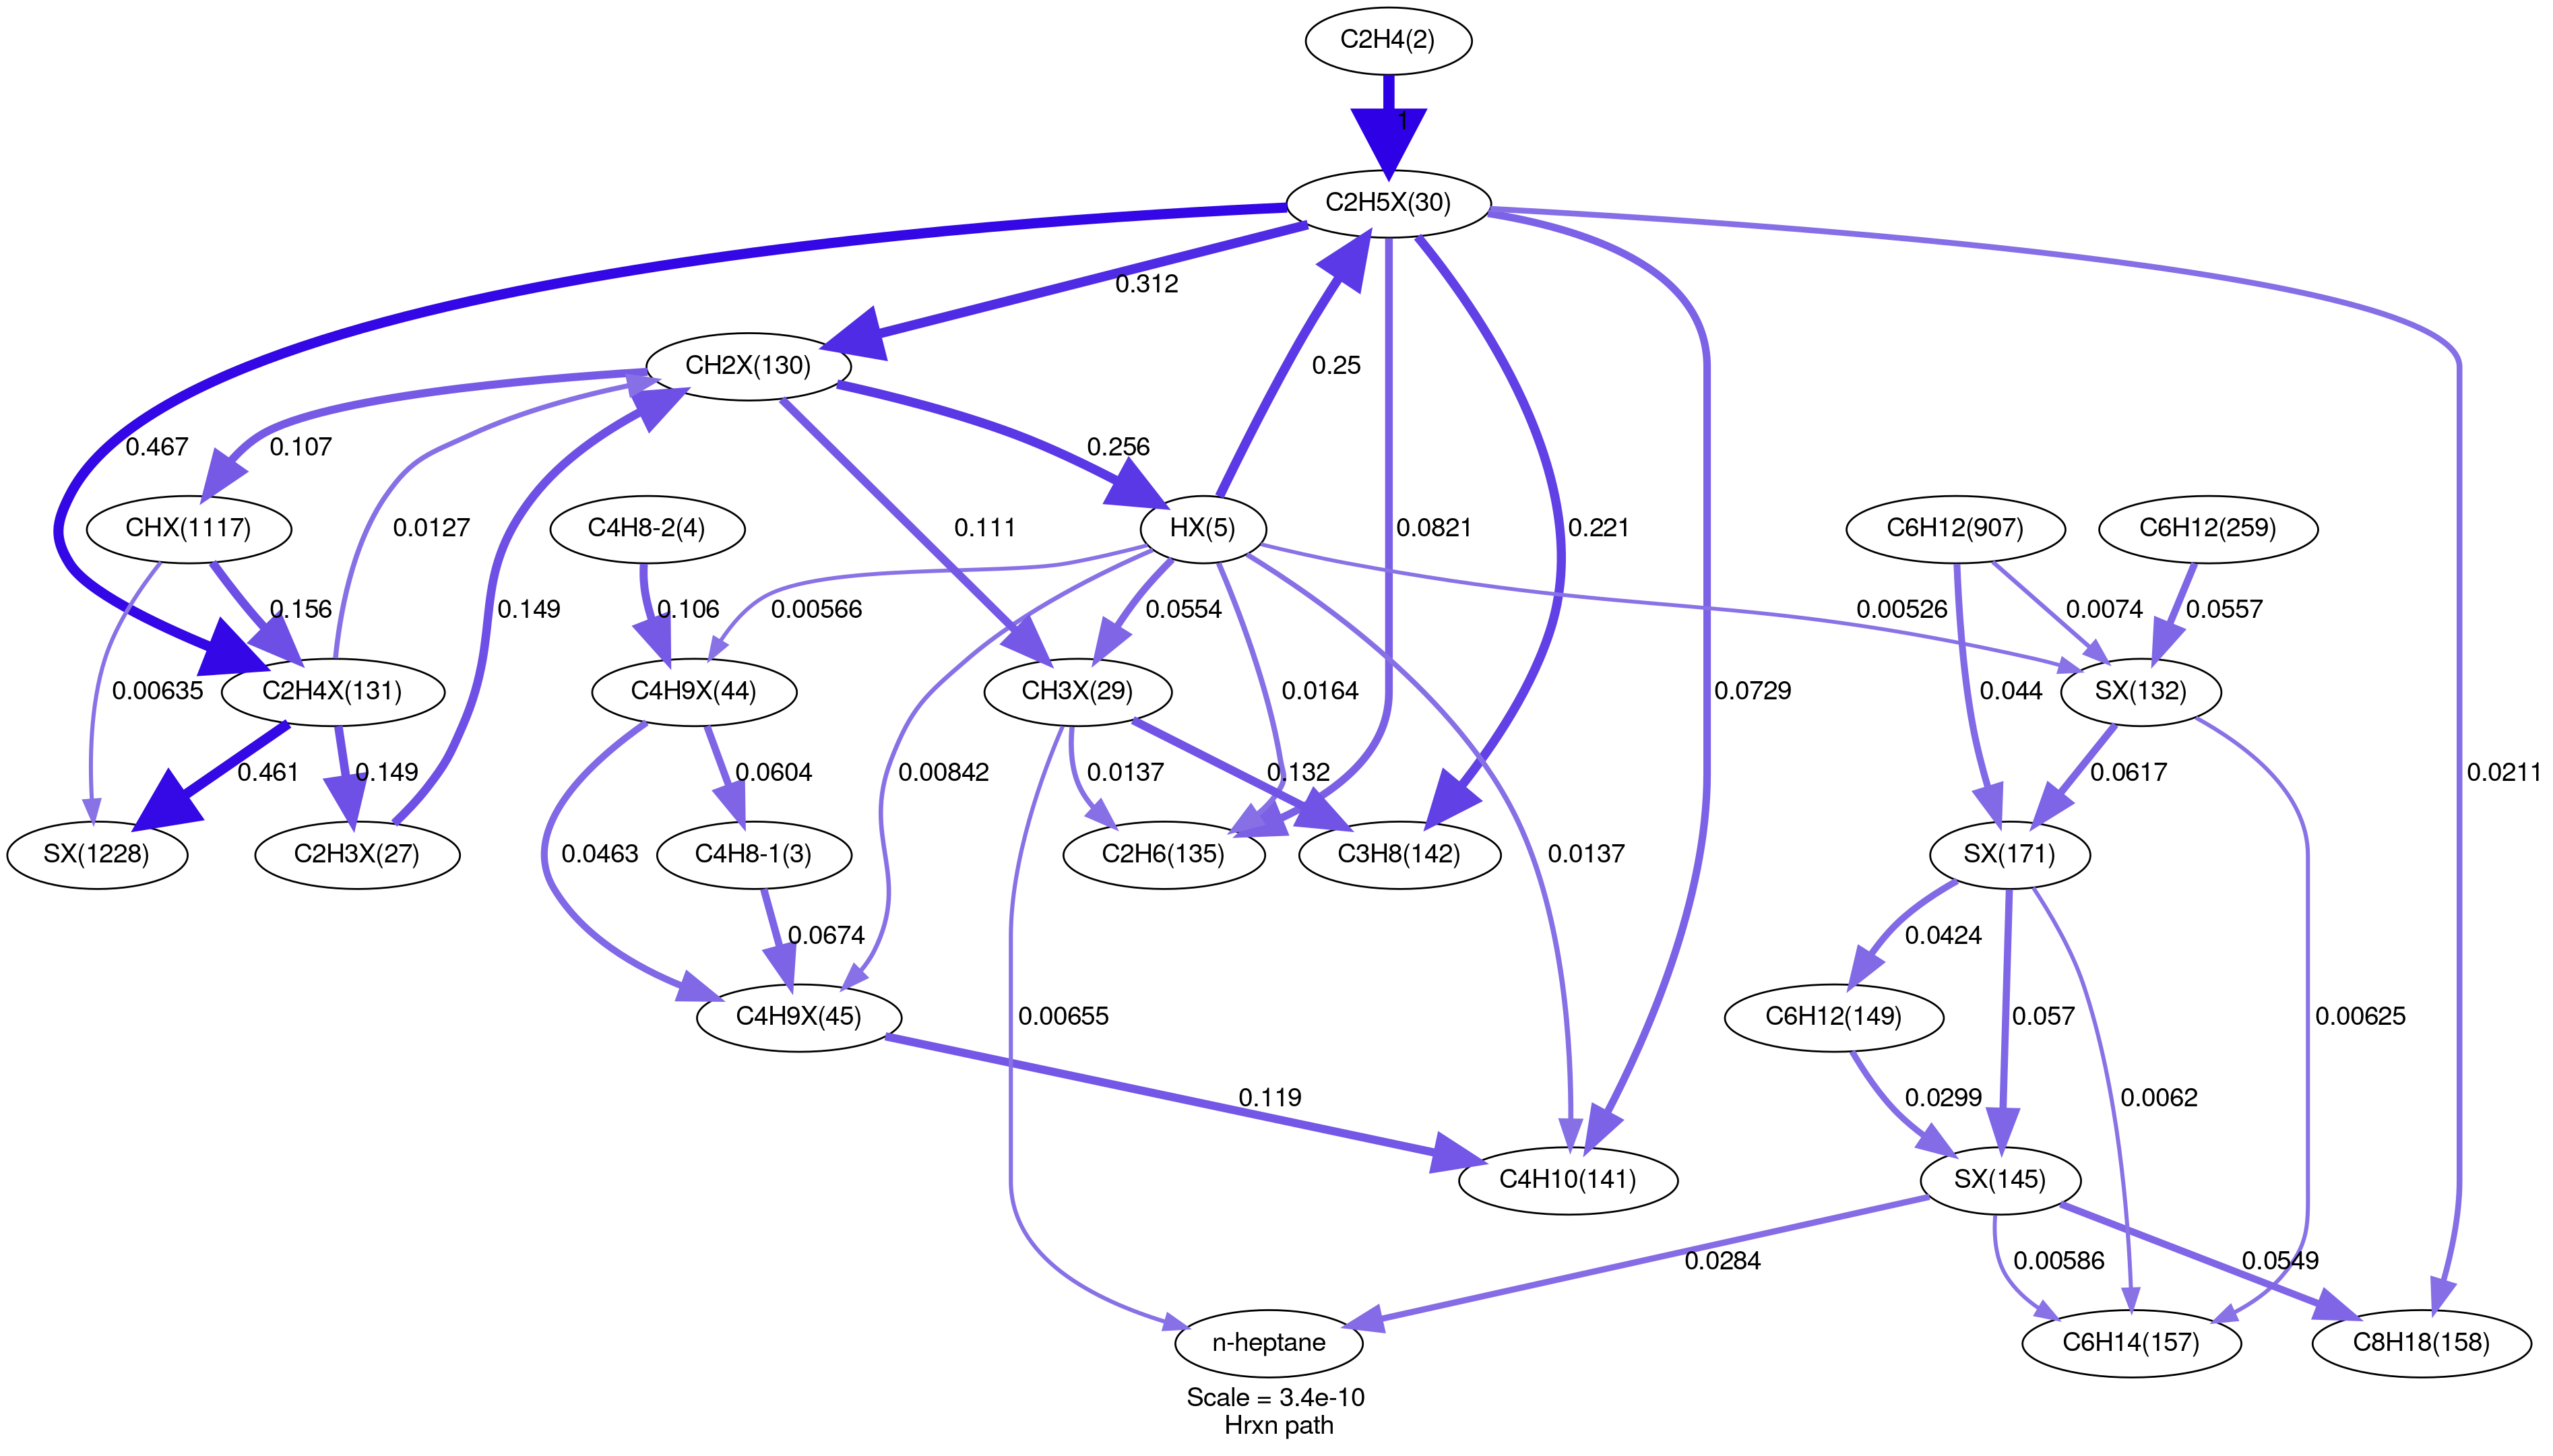 C2H4(2)
1
C2H5X(30)
0.312
CH2X(130)
0.25
0.467
0.107
0.0127
0.256
CHX(1117)
C4H8-2(4)
0.111
HX(5)
0.0821
0.221
C6H12(907)
C6H12(259)
0.156
0.149
0.106
0.00566
0.0554
0.00526
0.0074
0.0557
0.00635
C2H4X(131)
C4H9X(44)
CH3X(29)
0.0164
0.0729
0.044
SX(132)
0.0211
0.461
0.149
0.0604
0.00842
0.0137
0.132
0.0617
SX(1228)
C2H3X(27)
0.0463
C4H8-1(3)
C2H6(135)
C3H8(142)
0.0137
SX(171)
0.0674
0.0424
C4H9X(45)
0.00655
C6H12(149)
0.057
0.00625
0.119
0.0299
0.0062
C4H10(141)
SX(145)
0.0284
0.00586
0.0549
n-heptane
C6H14(157)
C8H18(158)
Scale = 3.4e-10
Hrxn path